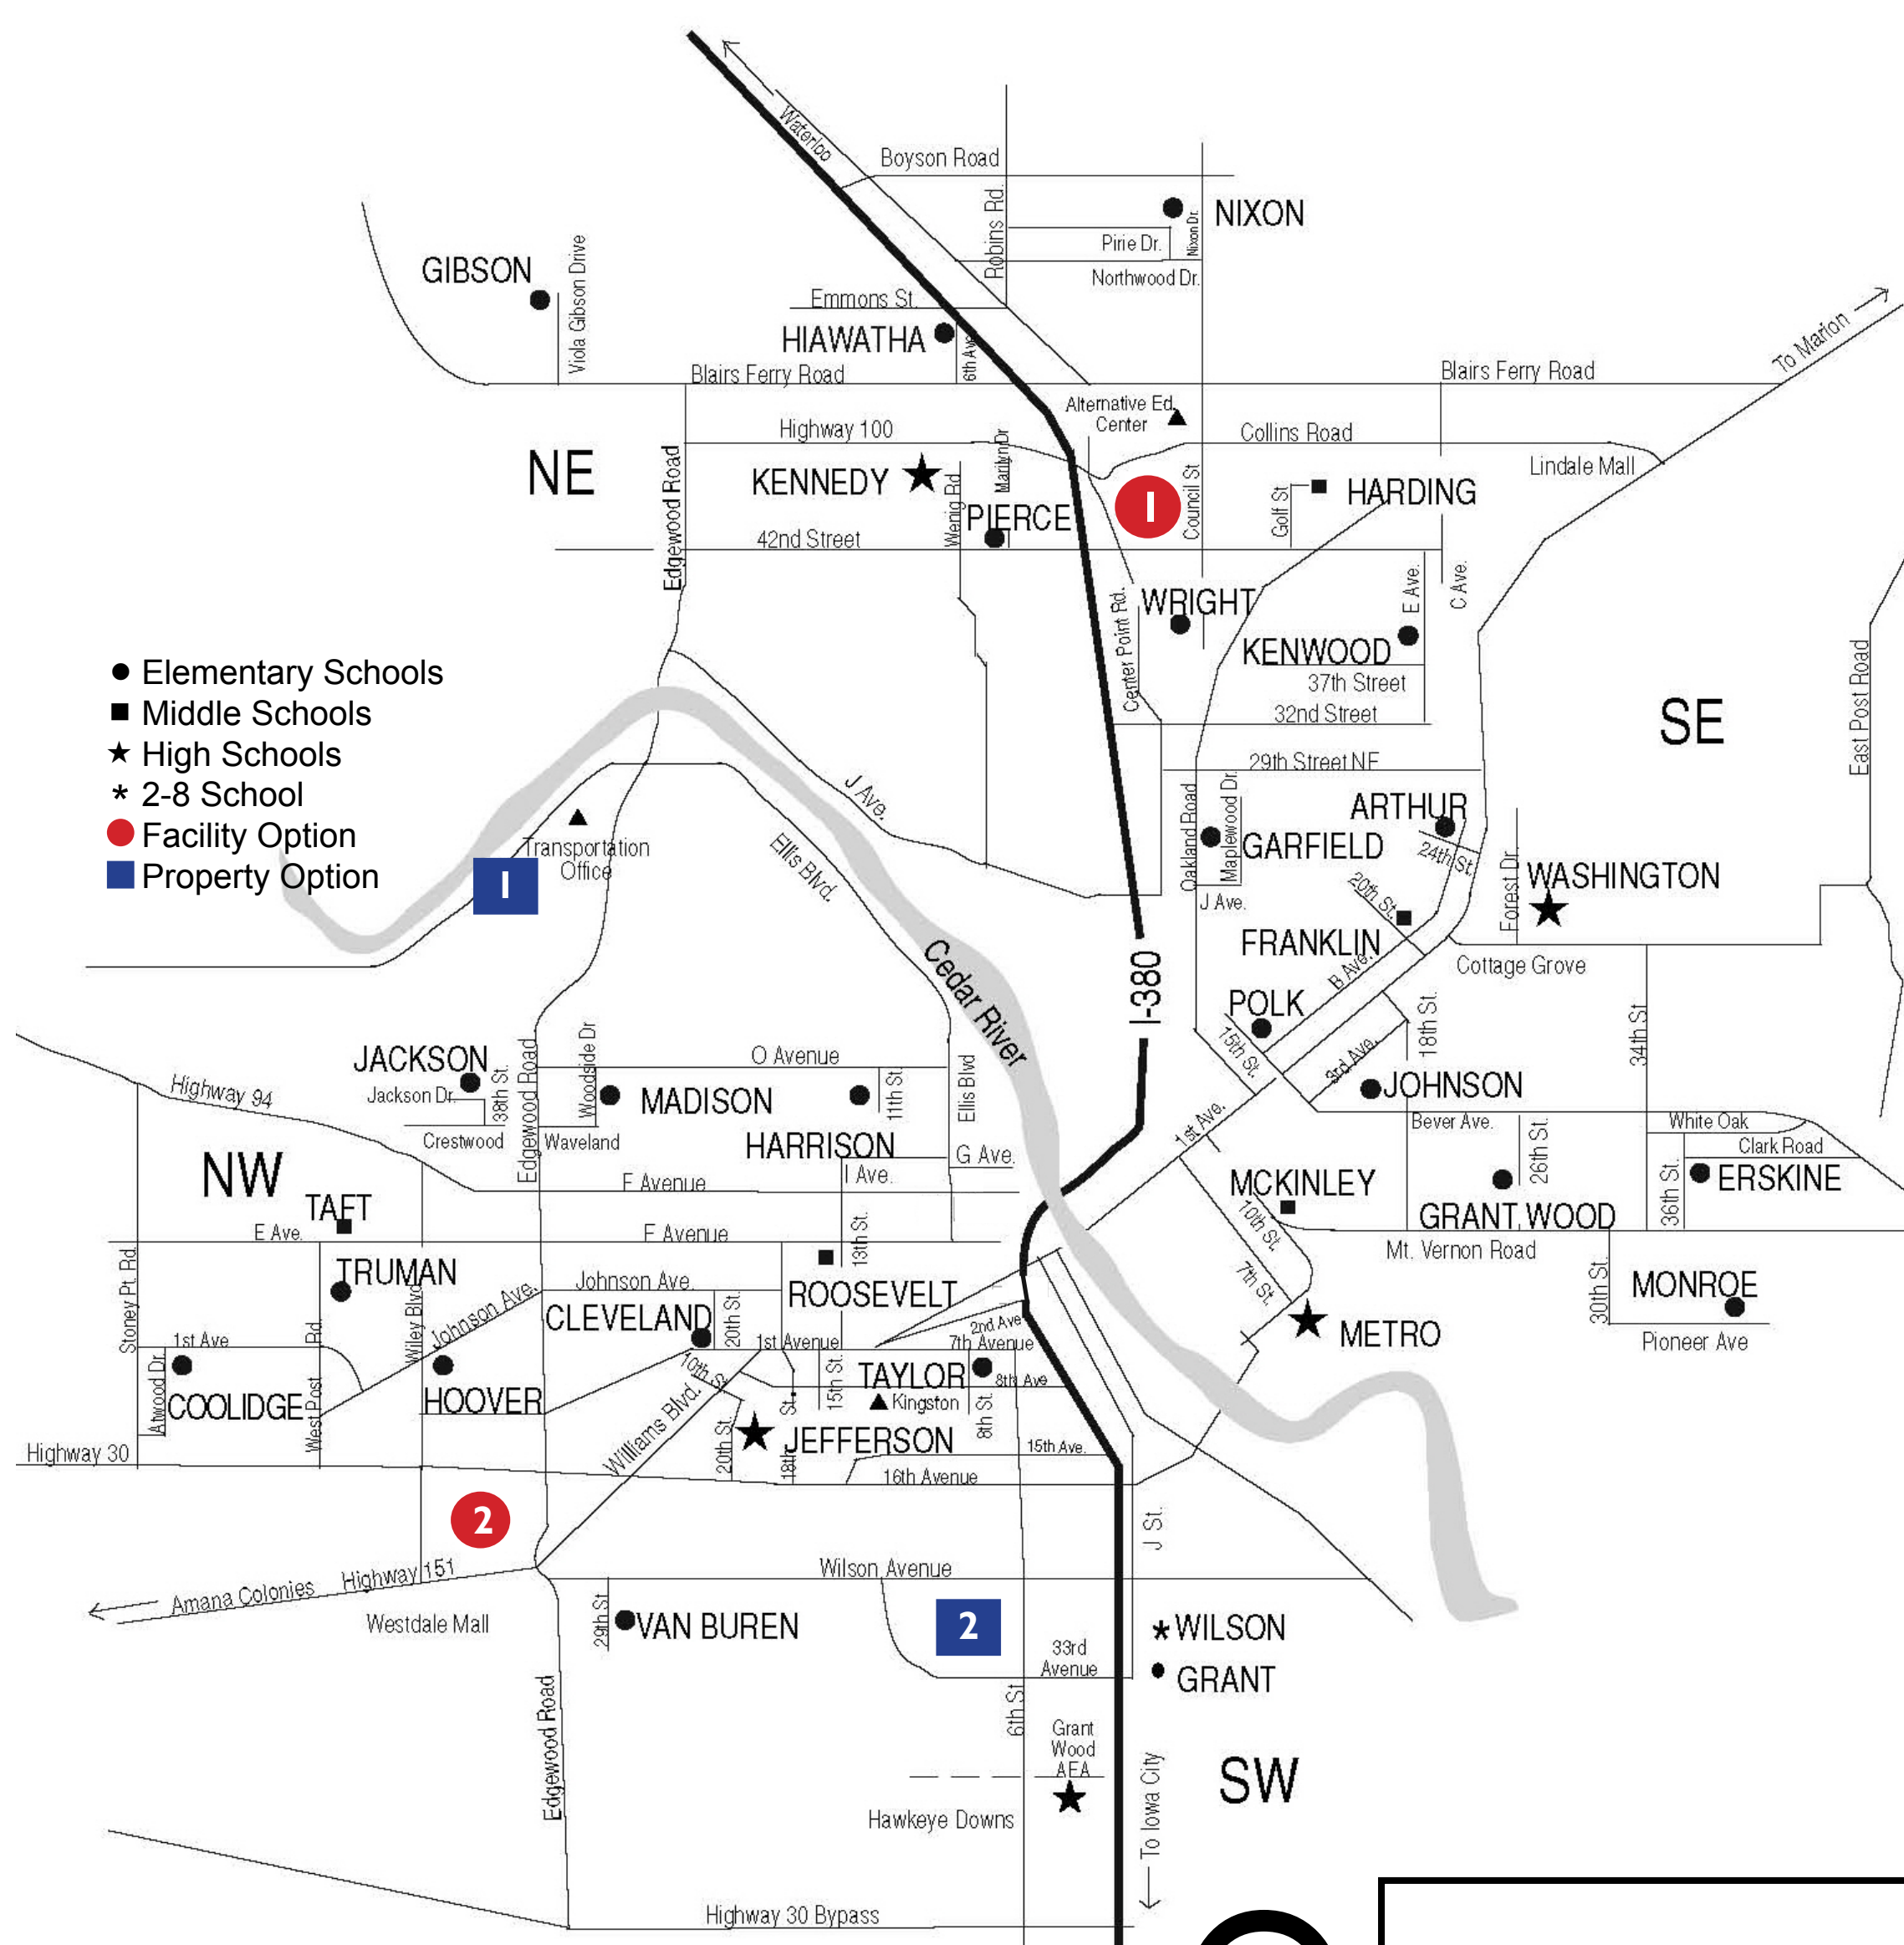 Waterloo
Boyson Road
Robins Rd.
NIXON
Nixon Dr.
Pirie Dr.
Northwood Dr.
GIBSON
Viola Gibson Drive
Emmons St.
HIAWATHA
6th Ave
To Marion
Blairs Ferry Road
Blairs Ferry Road
Alternative Ed.
Center
Highway 100
Collins Road
Lindale Mall
NE
Edgewood Road
KENNEDY
Wenig Rd
Marilyn Dr
PIERCE
1
Council St
Golf St
HARDING
42nd Street
Center Point Rd.
WRIGHT
E Ave.
C Ave.
KENWOOD
37th Street
32nd Street
SE
East Post Road
Elementary Schools
Middle Schools
High Schools
* 2-8 School
Facility Option
Property Option
1
Transportation
Office
J Ave.
Ellis Blvd.
29th Street NE
Oakland Road
Maplewood Dr.
ARTHUR
GARFIELD
24th St.
J Ave.
20th St.
Forest Dr.
WASHINGTON
FRANKLIN
B Ave.
Cottage Grove
Cedar River
I-380
POLK
15th St.
3rd Ave.
18th St.
34th St
JACKSON
Jackson Dr.
38th St.
Crestwood
Edgewood Road
Woodside Dr
Waveland
O Avenue
MADISON
11th St.
Ellis Blvd
HARRISON
G Ave.
I Ave.
Highway 94
NW
F Avenue
JOHNSON
Bever Ave.
26th St.
White Oak
Clark Road
1st Ave.
MCKINLEY
10th St.
7th St.
GRANT WOOD
36th St.
ERSKINE
Mt. Vernon Road
30th St.
MONROE
Pioneer Ave
METRO
TAFT
E Ave.
E Avenue
13th St.
Stoney Pt. Rd.
TRUMAN
Johnson Ave.
ROOSEVELT
Wiley Blvd
Johnson Ave.
CLEVELAND
20th St.
1st Avenue
2nd Ave
7th Avenue
1st Ave
Atwood Dr.
COOLIDGE
West Post Rd.
HOOVER
10th S
15th St.
TAYLOR
8th Ave
Kingston
8th St.
Williams Blvd.
20th St.
18th St.
JEFFERSON
15th Ave.
16th Avenue
Highway 30
2
J St.
Wilson Avenue
Amana Colonies
Highway 151
Westdale Mall
29th St
VAN BUREN
2
33rd
Avenue
*WILSON
GRANT
Edgewood Road
6th St
Grant
Wood
AEA
SW
Hawkeye Downs
To Iowa City
Highway 30 Bypass